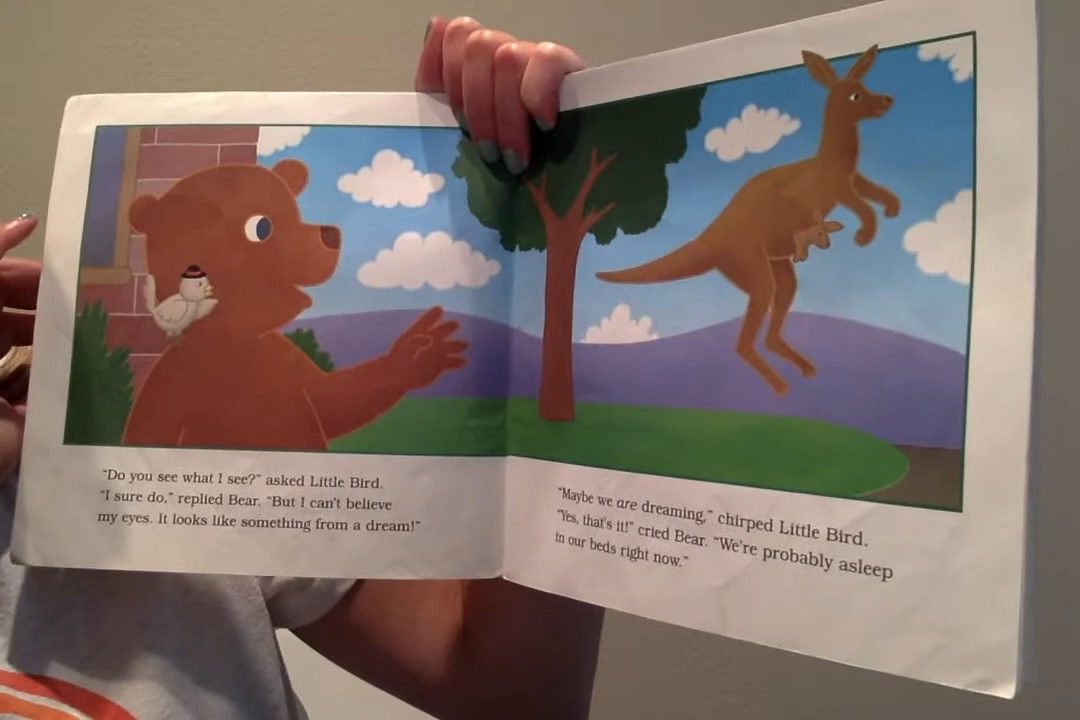 “Do you see what I see?” asked Little Bird.
“I sure do,” replied Bear. “But I can’t believe
my eyes. It looks like something from a dream!”
“Maybe we are dreaming,” chirped Little Bird.
“Yes, that’s it!” cried Bear. “We’re probably asleep
in our beds right now.”